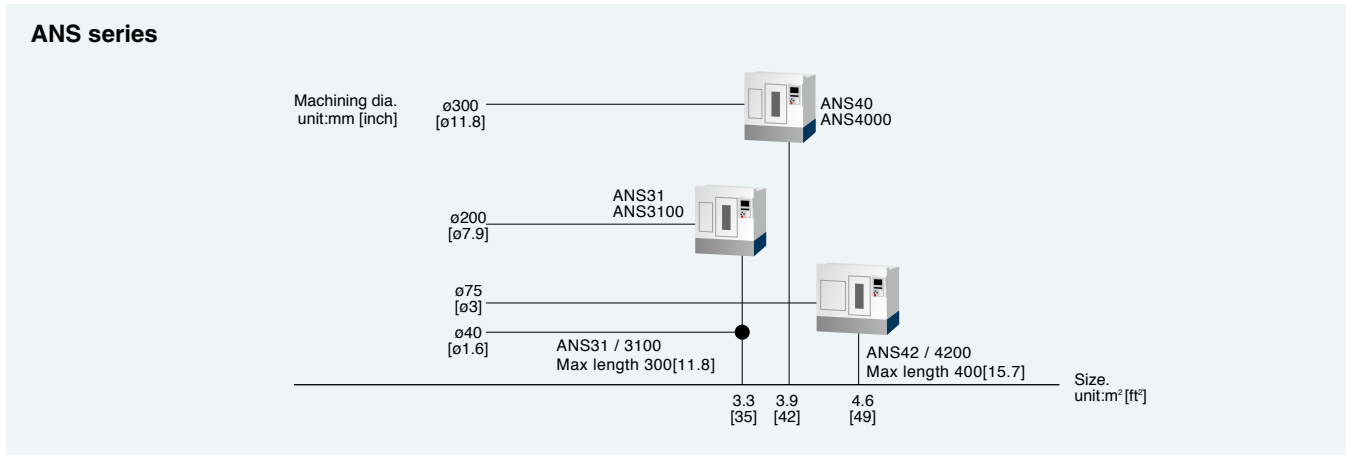 ANS series
Machining dia.
unit:mm [inch]
ø300
[ø11.8]
ANS40
ANS4000
ANS31
ANS3100
ø200
[ø7.9]
ø75
[ø3]
ø40
[ø1.6]
ANS31 / 3100
Max length 300[11.8]
ANS42 / 4200
Max length 400[15.7]
Size.
unit:m² [ft²]
3.3
[35]
3.9
[42]
4.6
[49]